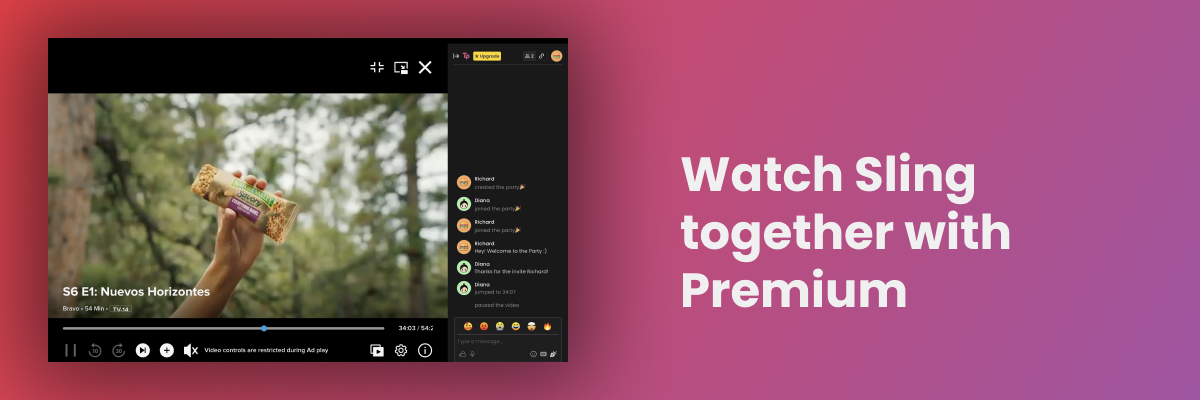 Tp
Upgrade
2
Richard
created the party🎉
Diana
joined the party🎉
Richard
joined the party🎉
Richard
Hey! Welcome to the Party :)
Diana
Thanks for the invite Richard!
Diana
jumped to 34:07
paused the video
Type a message...
Savory
S6 E1: Nuevos Horizontes
Bravo • 54 Min • TV-14
34:03 / 54:2
10
30
Video controls are restricted during Ad play
Watch Sling
together with
Premium